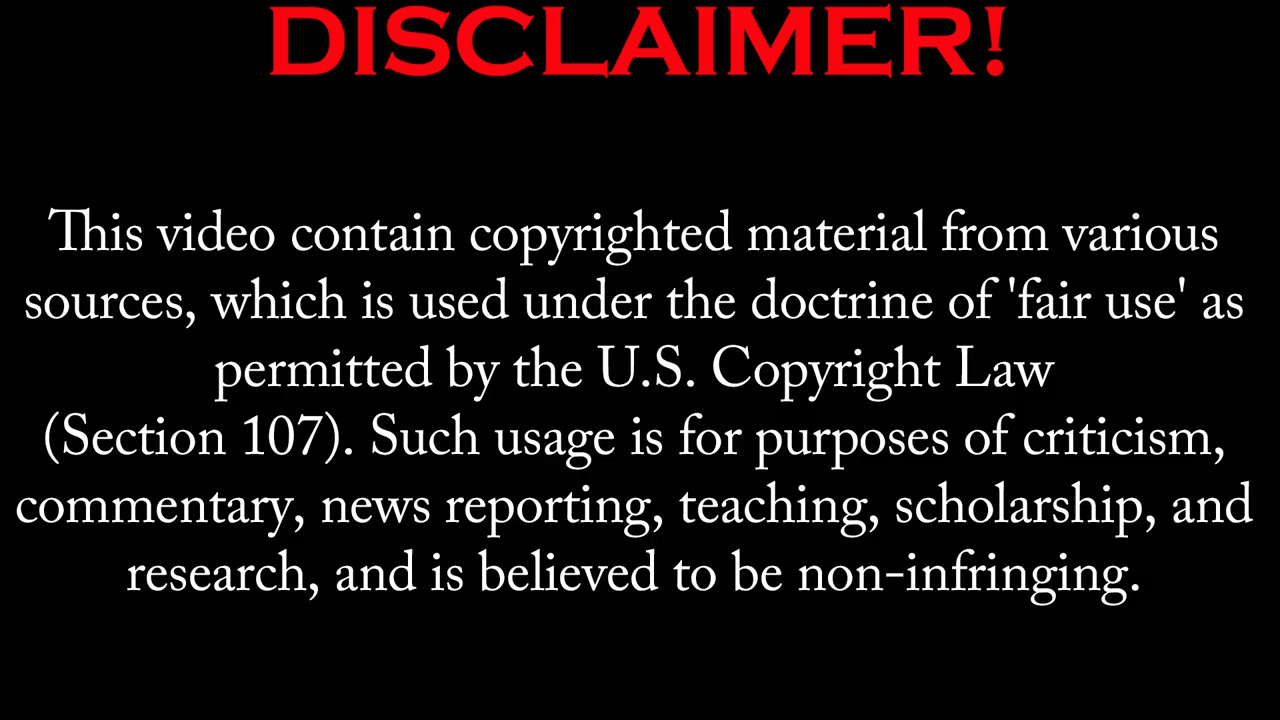 DISCLAIMER!
This video contain copyrighted material from various
sources, which is used under the doctrine of 'fair use' as
permitted by the U.S. Copyright Law
(Section 107). Such usage is for purposes of criticism,
commentary, news reporting, teaching, scholarship, and
research, and is believed to be non-infringing.